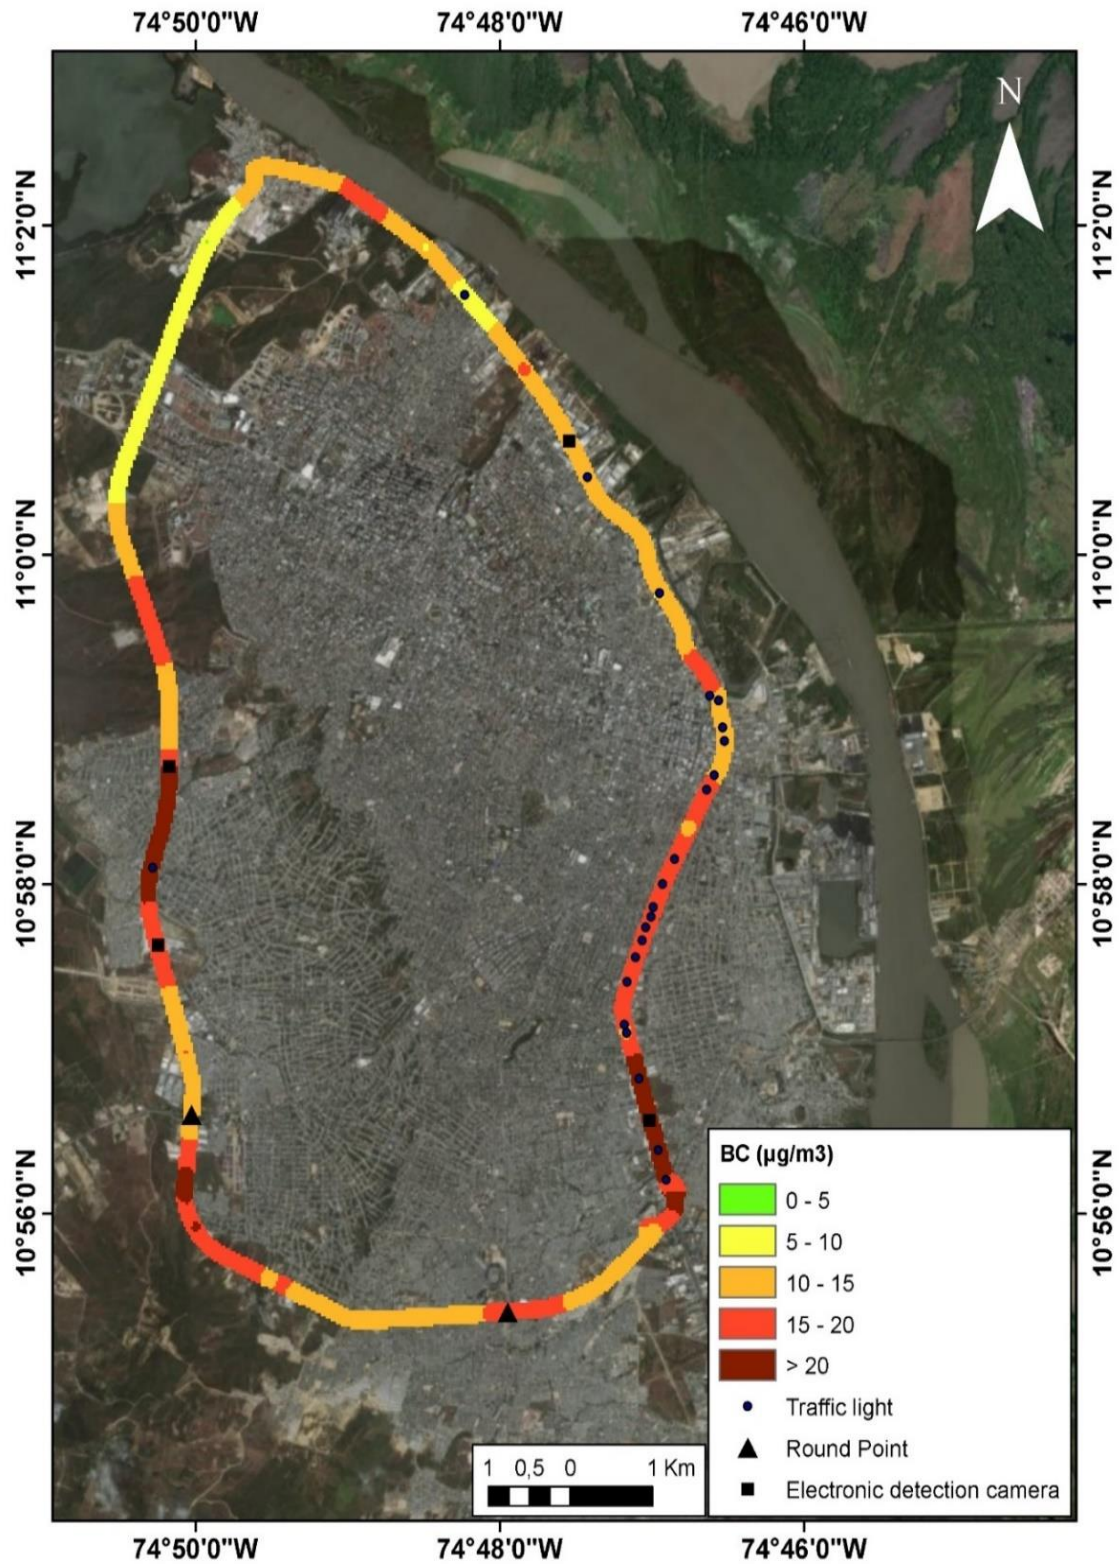 74°50'0"W 74°48'0"W 74°46'0"W
N
11°2'0"N 11°2'0"N
11°0'0"N 11°0'0"N
10°58'0"N 10°58'0"N
10°56'0"N 10°56'0"N
BC (µg/m3)
0 - 5
5 - 10
10 - 15
15 - 20
> 20
Traffic light
Round Point
Electronic detection camera
1 0,5 0 1 Km
74°50'0"W 74°48'0"W 74°46'0"W